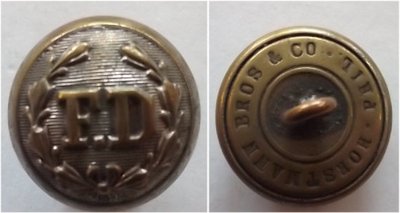 F.D
HORSTMANN BROS & CO · PHIL ·